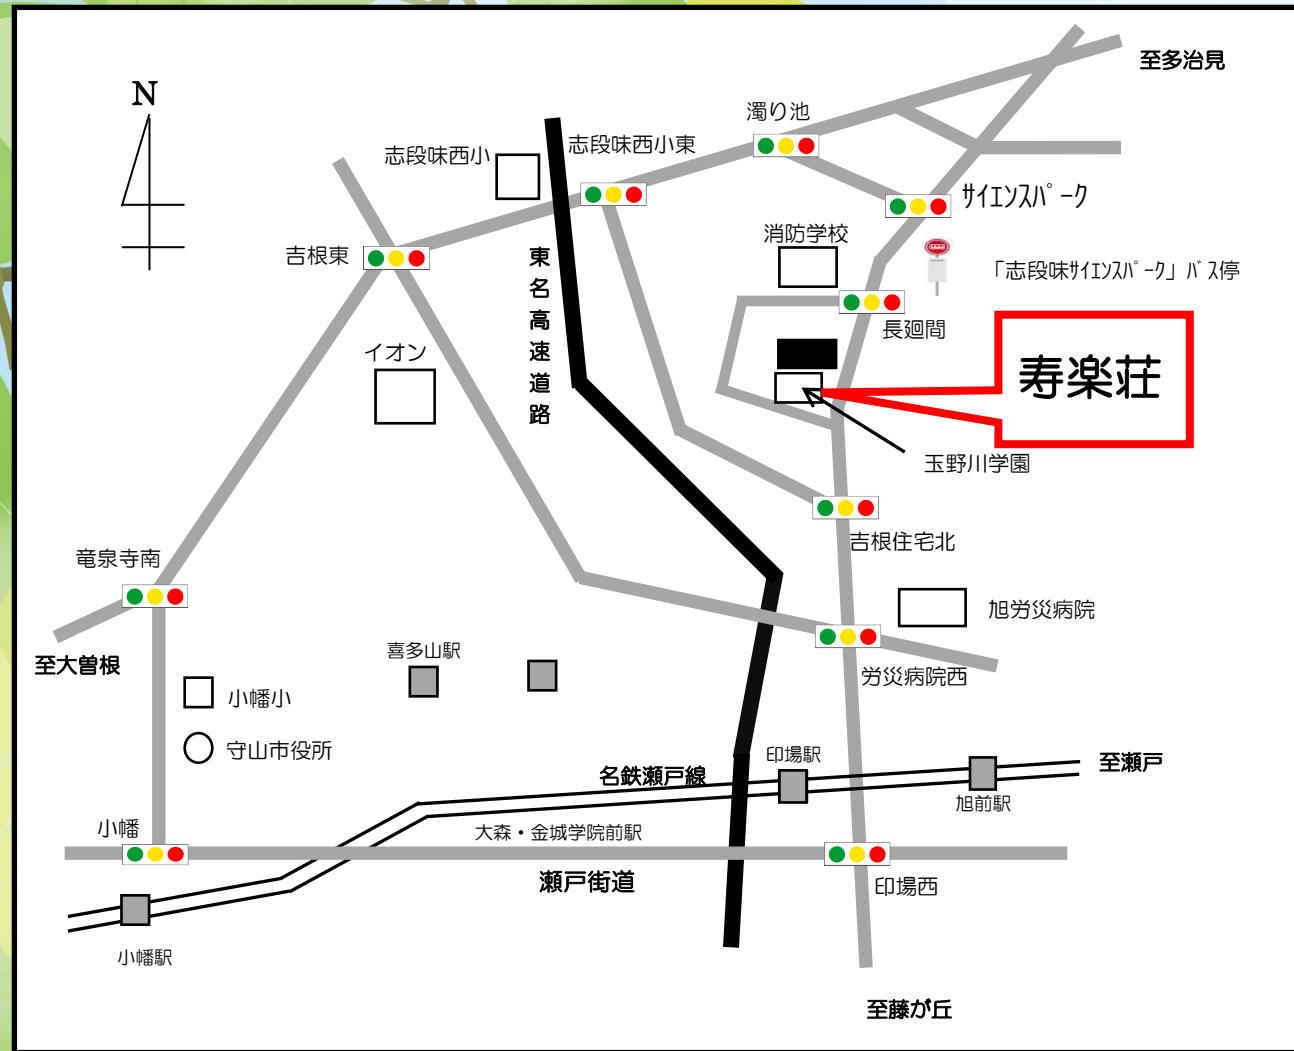 至多治見
N
濁り池
志段味西小東
志段味西小
サイエンスパーク
消防学校
吉根東
東名高速道路
「志段味サイエンスパーク」バス停
長廻間
イオン
寿楽荘
玉野川学園
吉根住宅北
竜泉寺南
旭労災病院
至大曽根
喜多山駅
労災病院西
小幡小
守山市役所
印場駅
至瀬戸
名鉄瀬戸線
旭前駅
小幡
大森・金城学院前駅
瀬戸街道
印場西
小幡駅
至藤が丘